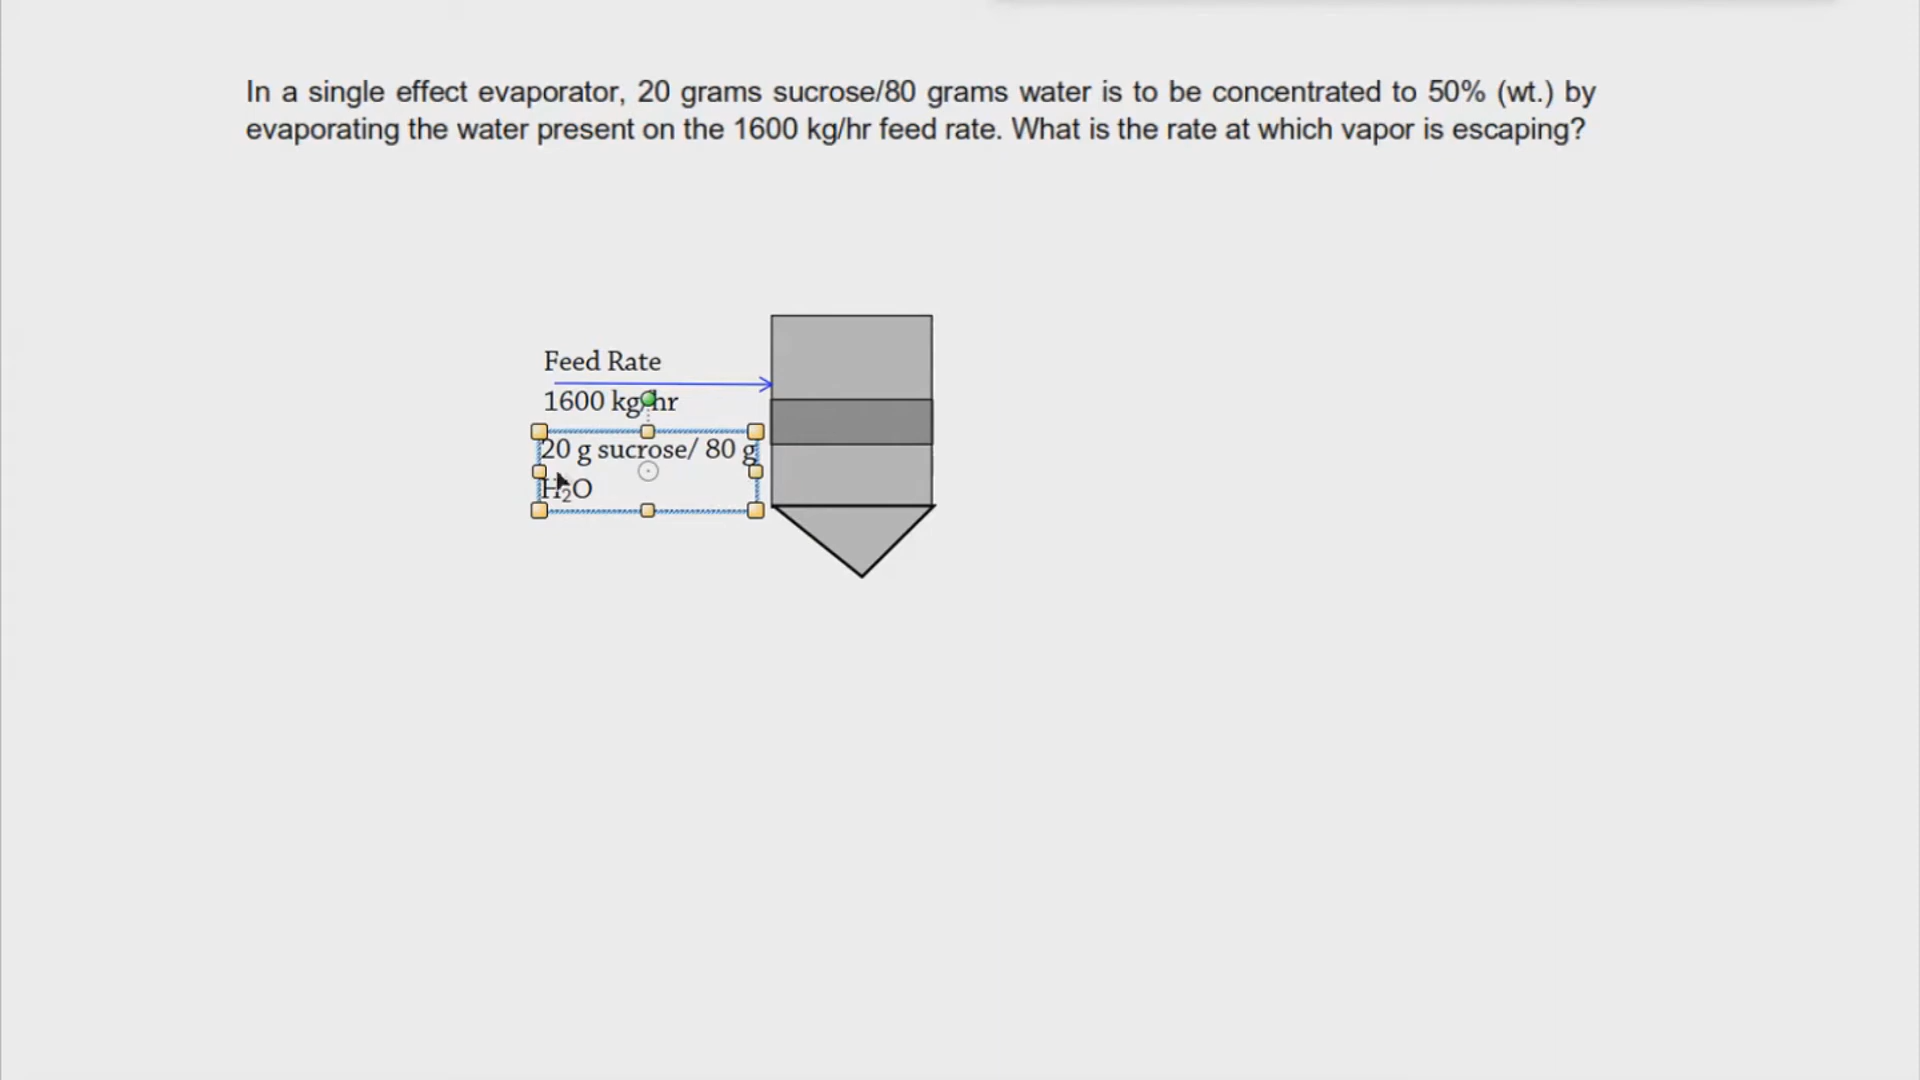 In a single effect evaporator, 20 grams sucrose/80 grams water is to be concentrated to 50% (wt.) by
evaporating the water present on the 1600 kg/hr feed rate. What is the rate at which vapor is escaping?
Feed Rate
1600 kg/hr
20 g sucrose/ 80 g
H₂O